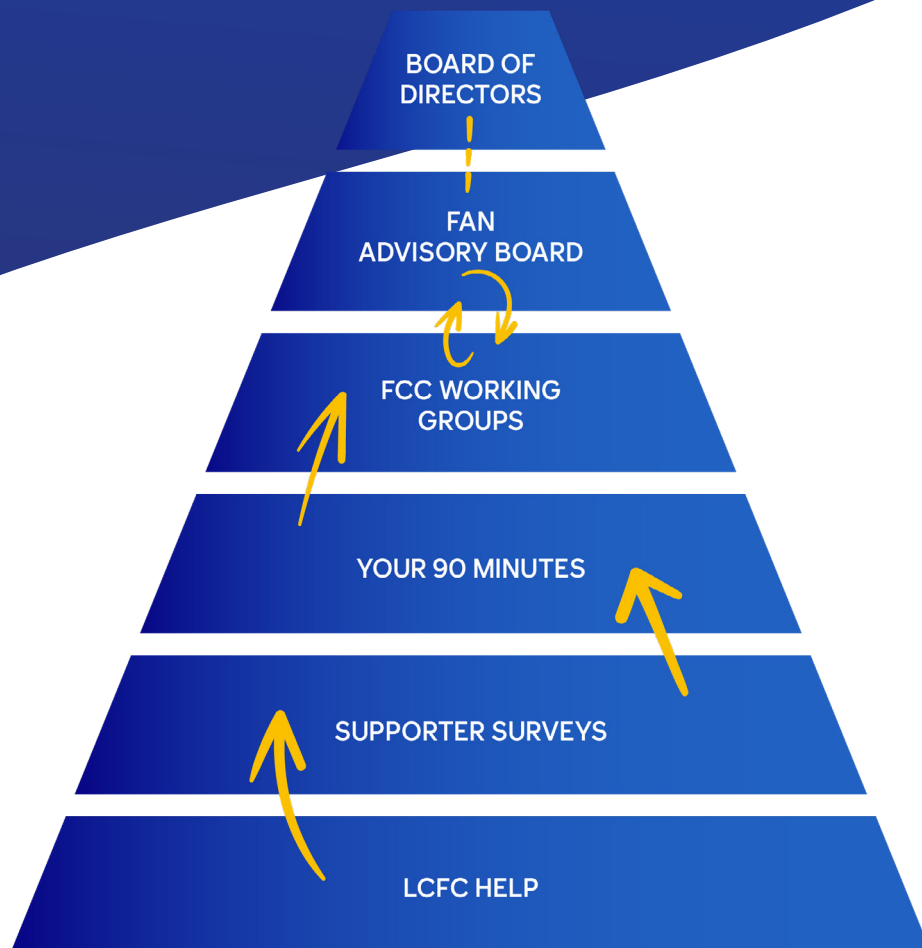 BOARD OF
DIRECTORS
FAN
ADVISORY BOARD
FCC WORKING
GROUPS
YOUR 90 MINUTES
SUPPORTER SURVEYS
LCFC HELP